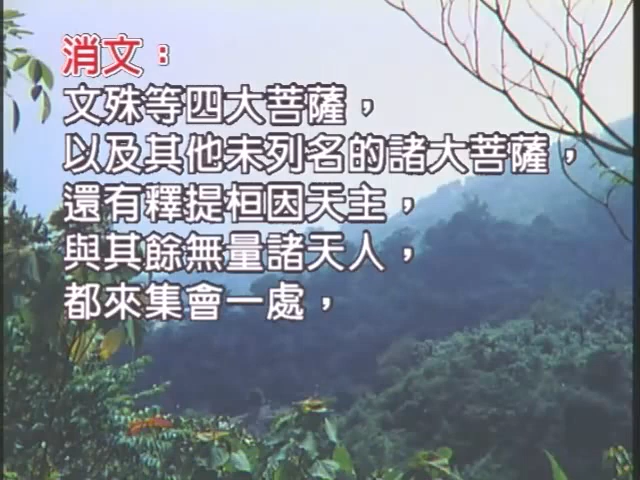 消文：
文殊等四大菩薩，
以及其他未列名的諸大菩薩，
還有釋提桓因天主，
與其餘無量諸天人，
都來集會一處，